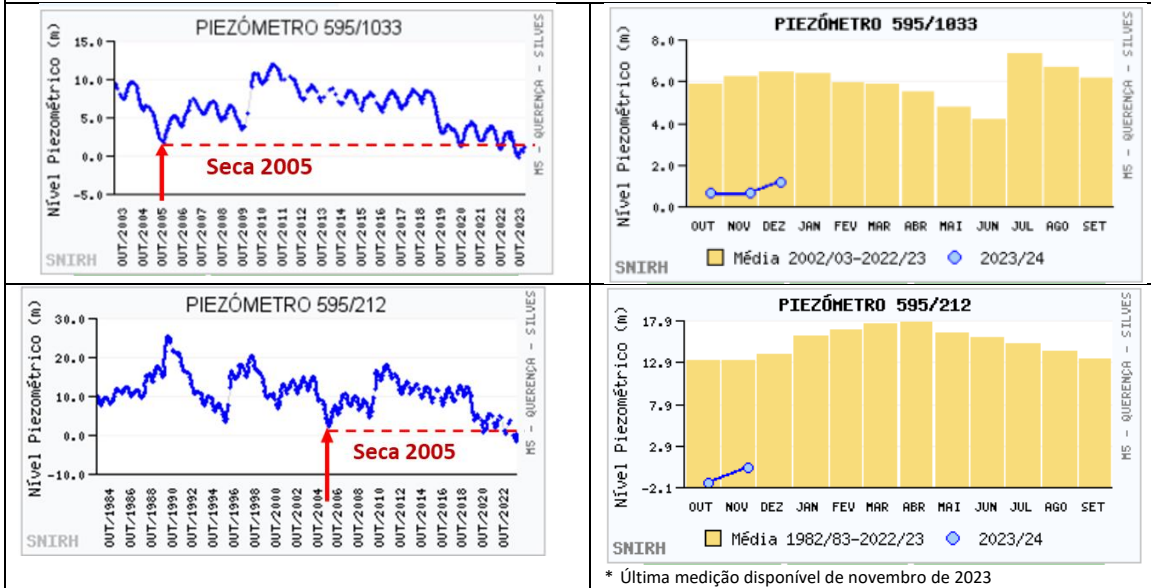 PIEZÓMETRO 595/1033
Nível Piezométrico (m)
15.0
10.0
5.0
0.0
-5.0
Seca 2005
OUT.2003
OUT.2004
OUT.2005
OUT.2006
OUT.2007
OUT.2008
OUT.2009
OUT.2010
OUT.2011
OUT.2012
OUT.2013
OUT.2014
OUT.2015
OUT.2016
OUT.2017
OUT.2018
OUT.2019
OUT.2020
OUT.2021
OUT.2022
OUT.2023
M5 - QUERENÇA - SILVES
PIEZÓMETRO 595/1033
Nível Piezométrico (m)
8.0
6.0
4.0
2.0
0.0
OUT NOV DEZ JAN FEV MAR ABR MAI JUN JUL AGO SET
Média 2002/03-2022/23 2023/24
SNIRH
M5 - QUERENÇA - SILVES
PIEZÓMETRO 595/212
Nível Piezométrico (m)
30.0
20.0
10.0
0.0
-10.0
Seca 2005
OUT/1984
OUT/1986
OUT/1988
OUT/1990
OUT/1992
OUT/1994
OUT/1996
OUT/1998
OUT/2000
OUT/2002
OUT/2004
OUT/2006
OUT/2008
OUT/2010
OUT/2012
OUT/2014
OUT/2016
OUT/2018
OUT/2020
OUT/2022
SNIRH
M5 - QUERENÇA - SILVES
PIEZÓMETRO 595/212
Nível Piezométrico (m)
17.9
12.9
7.9
2.9
-2.1
OUT NOV DEZ JAN FEV MAR ABR MAI JUN JUL AGO SET
Média 1982/83-2022/23 2023/24
SNIRH
M5 - QUERENÇA - SILVES
* Última medição disponível de novembro de 2023